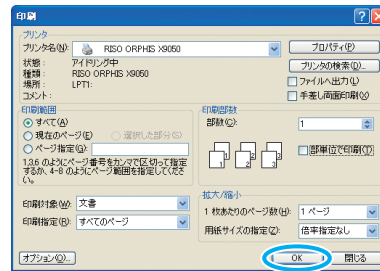 印刷
プリンタ
プリンタ名(N): RISO ORPHIS X9050 プロパティ(P)
状態: アイドリング中 プリンタの検索(D)...
種類: RISO ORPHIS X9050 ファイルへ出力(L)
場所: LPT1: 手差し両面印刷(X)
コメント:
印刷範囲
すべて(A)
現在のページ(E) 選択した部分(S)
ページ指定(G):
1,3,6 のようにページ番号をカンマで区切って指定
するか、4-8 のようにページ範囲を指定してくださ
い。
印刷部数
部数(C): 1
1 1 2 2 3 3
部単位で印刷(T)
印刷対象(W): 文書
印刷指定(R): すべてのページ
拡大/縮小
1 枚あたりのページ数(H): 1 ページ
用紙サイズの指定(Z): 倍率指定なし
オプション(O)... OK 閉じる